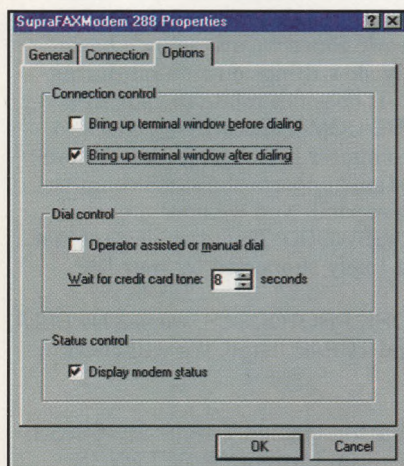 SupraFAXModem 288 Properties
General Connection Options
Connection control
Bring up terminal window before dialing
Bring up terminal window after dialing
Dial control
Operator assisted or manual dial
Wait for credit card tone: 8 seconds
Status control
Display modem status
OK Cancel